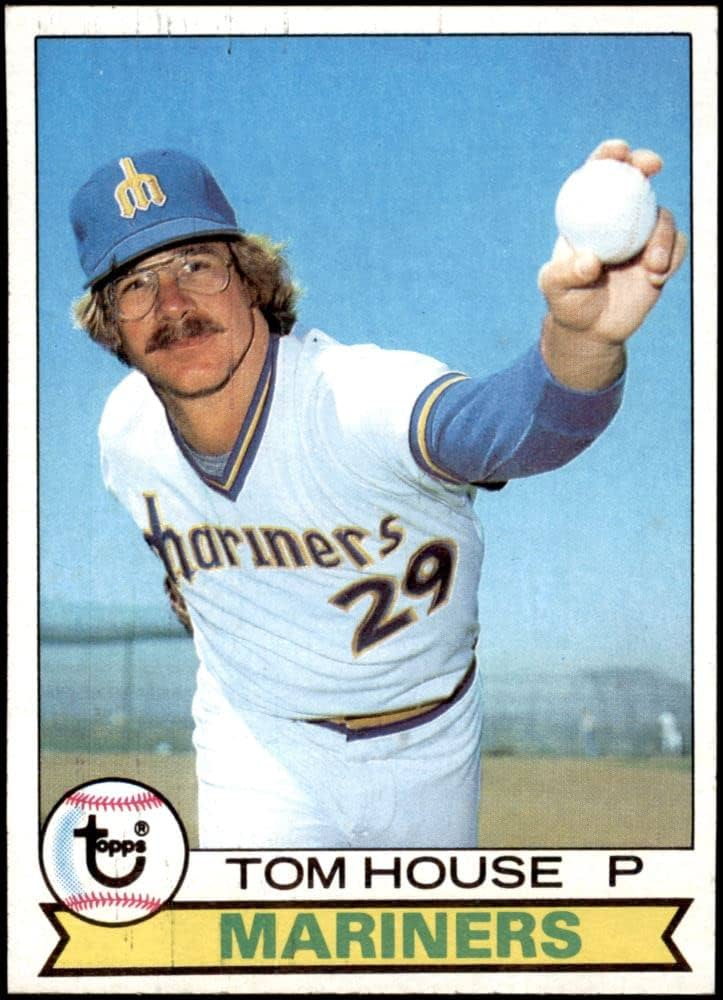 mariners
29
topps®
TOM HOUSE P
MARINERS